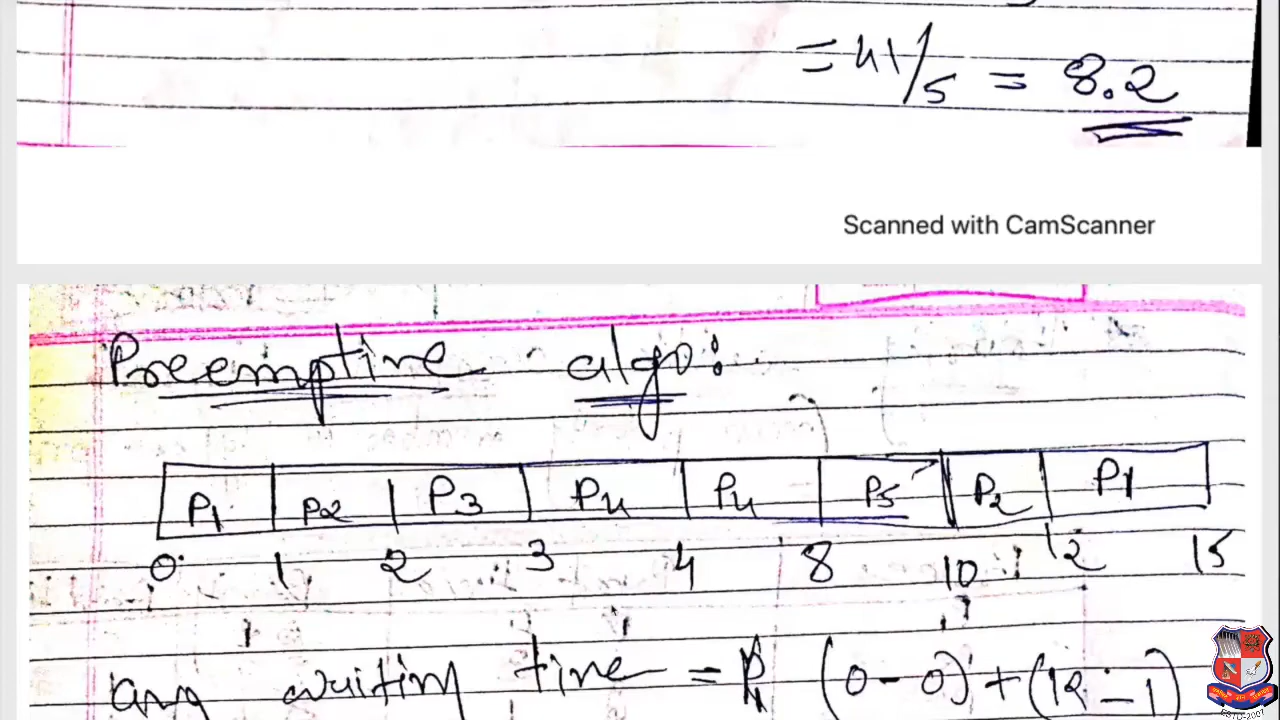 = 41/5 = 8.2
Scanned with CamScanner
Preemptive algo:
P1 P2 P3 P4 P4 P5 P2 P1
0 1 2 3 4 8 10 12 15
avg waiting time = P1 (0-0) + (12-1)